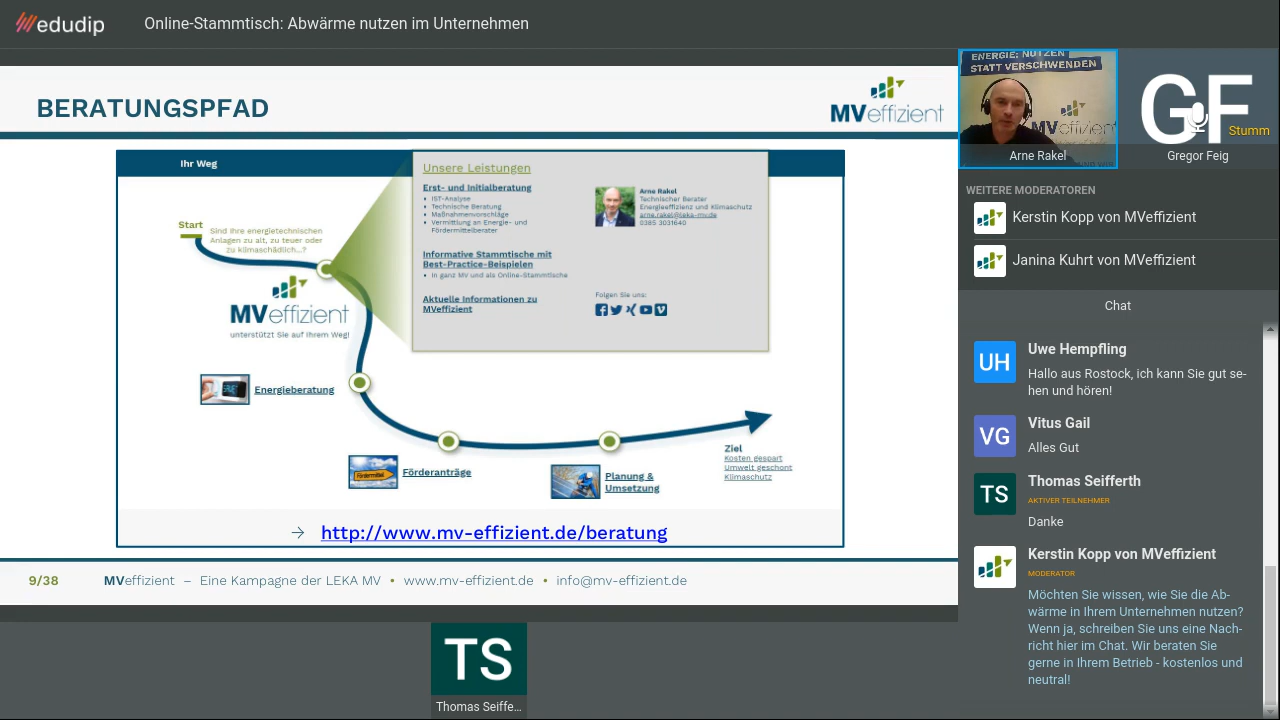 edudip
Online-Stammtisch: Abwärme nutzen im Unternehmen
BERATUNGSPFAD
MVeffizient
Ihr Weg
Start
Sind Ihre energietechnischen
Anlagen zu alt, zu teuer oder
zu klimaschädlich...?
MVeffizient
unterstützt Sie auf Ihrem Weg!
Unsere Leistungen
Erst- und Initialberatung
• IST-Analyse
• Technische Beratung
• Maßnahmenvorschläge
• Vermittlung an Energie- und
Fördermittelberater
Informative Stammtische mit
Best-Practice-Beispielen
• In ganz MV und als Online-Stammtische
Aktuelle Informationen zu
MVeffizient
Arne Rakel
Technischer Berater
Energieeffizienz und Klimaschutz
arne.rakel@leka-mv.de
0385 3031640
Folgen Sie uns:
Energieberatung
Fördermittel
Förderanträge
Planung &
Umsetzung
Ziel
Kosten gespart
Umwelt geschont
Klimaschutz
→ http://www.mv-effizient.de/beratung
9/38
MVeffizient – Eine Kampagne der LEKA MV • www.mv-effizient.de • info@mv-effizient.de
TS
Thomas Seiffe...
ENERGIE: NUTZEN
STATT VERSCHWENDEN
MVeffizient
Arne Rakel
GF
Stumm
Gregor Feig
WEITERE MODERATOREN
Kerstin Kopp von MVeffizient
Janina Kuhrt von MVeffizient
Chat
UH
Uwe Hempfling
Hallo aus Rostock, ich kann Sie gut se-
hen und hören!
VG
Vitus Gail
Alles Gut
TS
Thomas Seifferth
AKTIVER TEILNEHMER
Danke
Kerstin Kopp von MVeffizient
MODERATOR
Möchten Sie wissen, wie Sie die Ab-
wärme in Ihrem Unternehmen nutzen?
Wenn ja, schreiben Sie uns eine Nach-
richt hier im Chat. Wir beraten Sie
gerne in Ihrem Betrieb - kostenlos und
neutral!